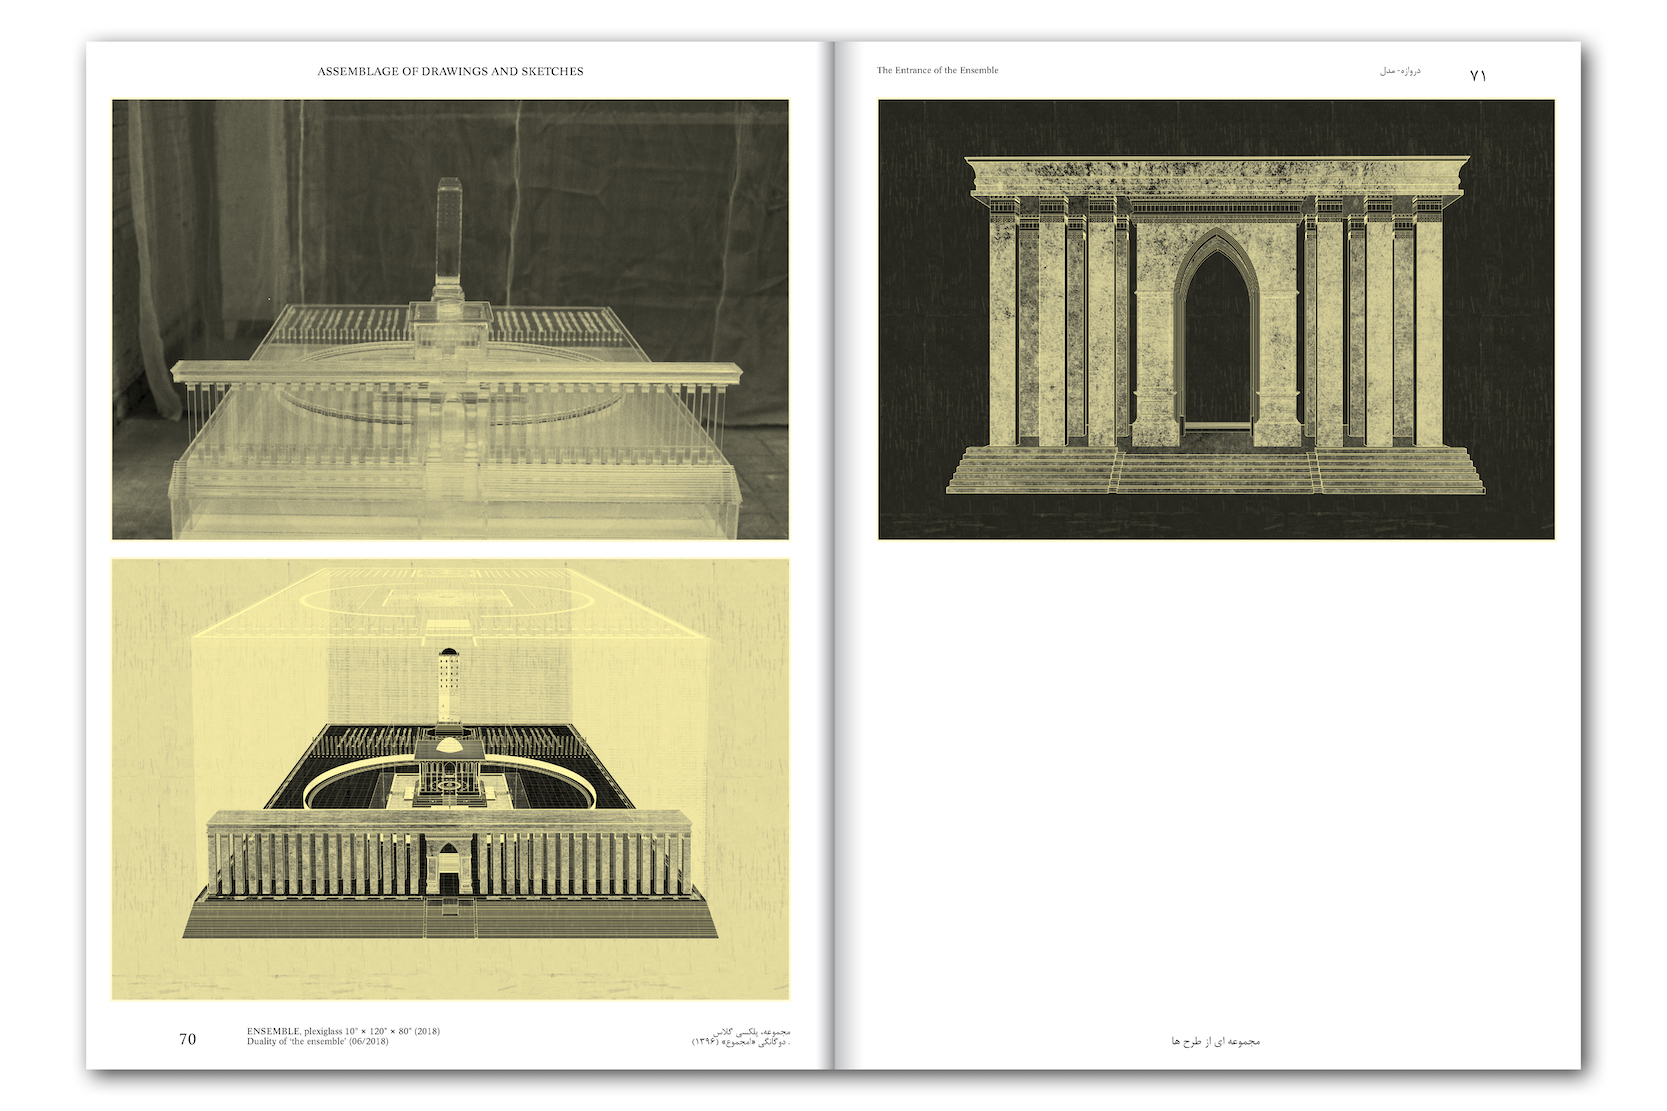 ASSEMBLAGE OF DRAWINGS AND SKETCHES
70
ENSEMBLE, plexiglass 10" × 120" × 80" (2018)
Duality of 'the ensemble' (06/2018)
مجموعه، پلکسی گلاس
. دوگانگی «مجموع» (۱۳۹۶)
The Entrance of the Ensemble
دروازه- مدل
۷۱
مجموعه ای از طرح ها